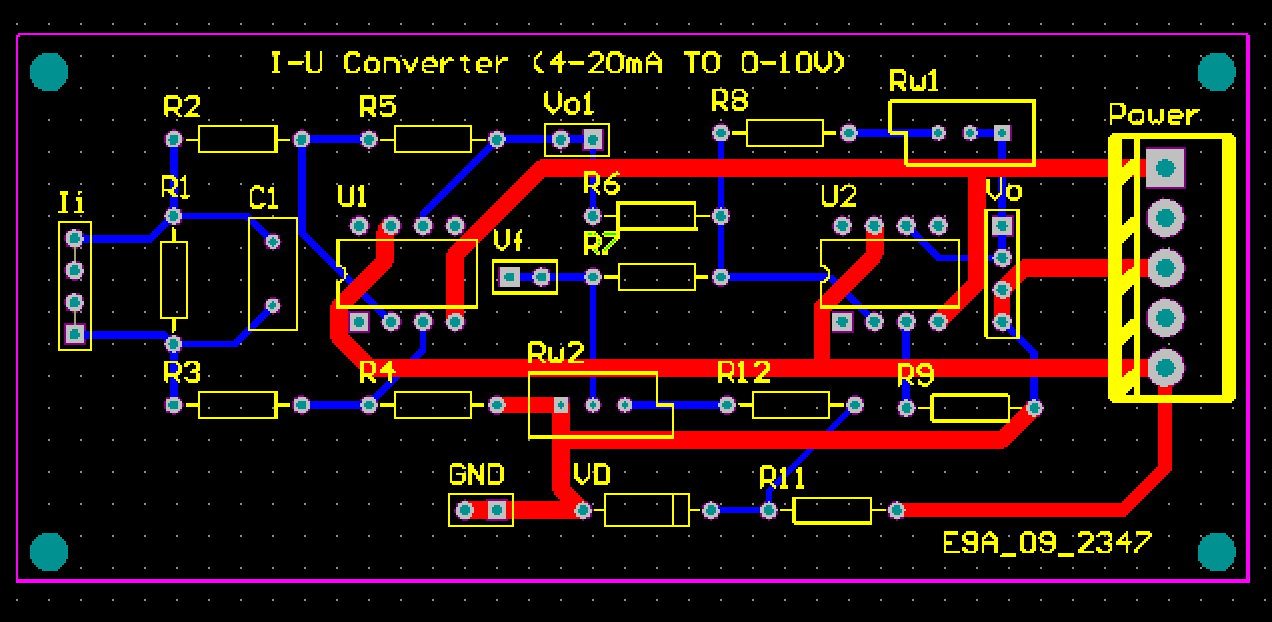 I-U Converter (4-20mA TO 0-10V)
R2
R5
Vo1
R8
Rw1
Power
Ii
R1
C1
U1
R6
U2
Vo
Vf
R7
R3
R4
Rw2
R12
R9
GND
VD
R11
E9A_09_2347